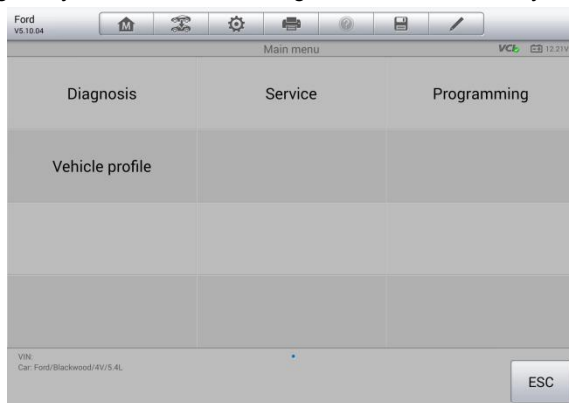 Ford
V5.10.04
M
Main menu
VCI
12.21V
Diagnosis
Service
Programming
Vehicle profile
VIN:
Car: Ford/Blackwood/4V/5.4L
ESC